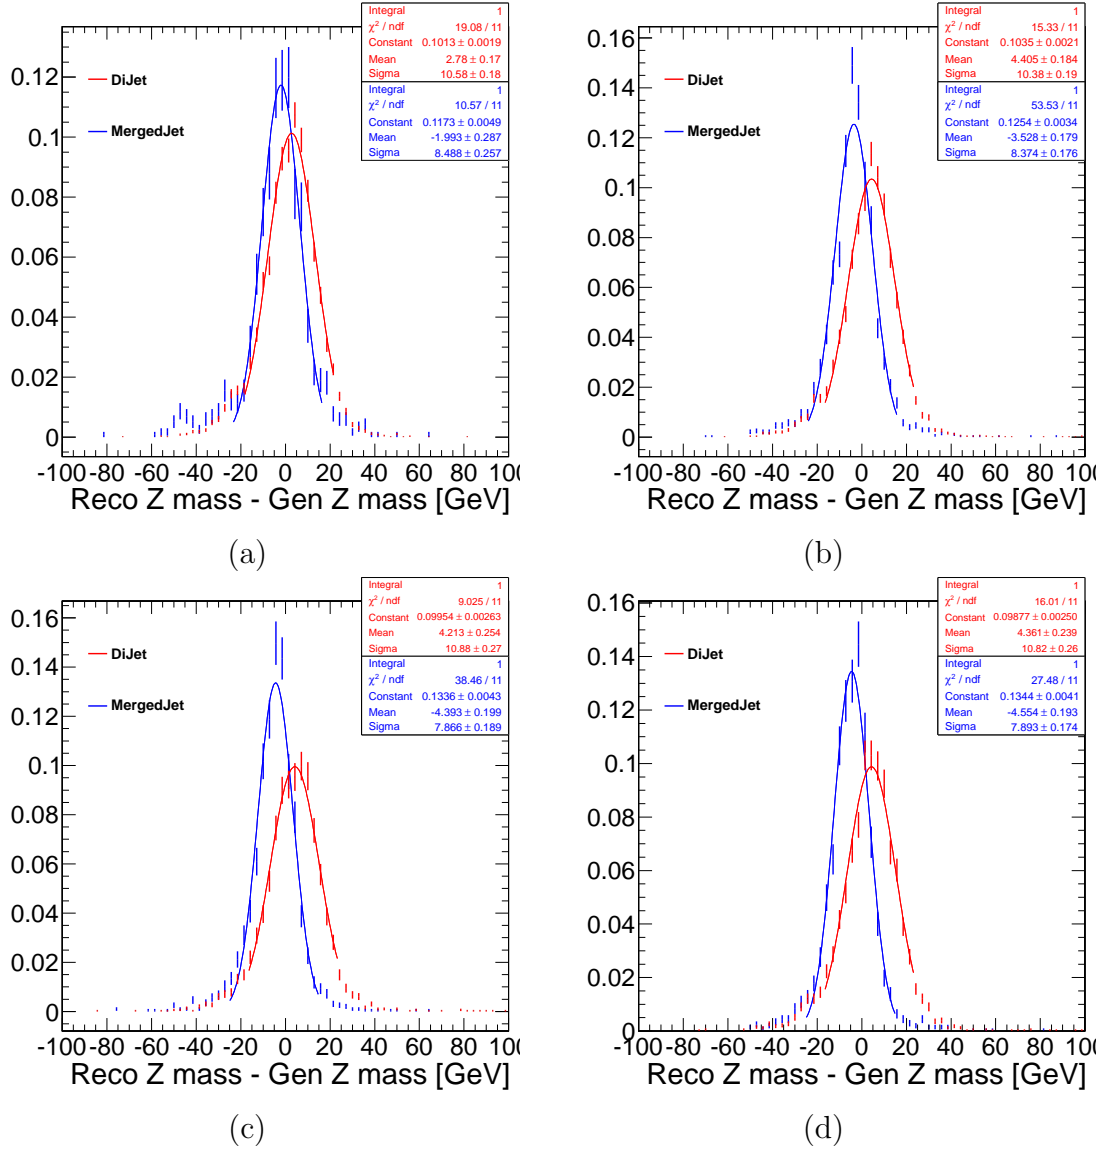 Integral 1
χ² / ndf 19.08 / 11
Constant 0.1013 ± 0.0019
Mean 2.78 ± 0.17
Sigma 10.58 ± 0.18
Integral 1
χ² / ndf 10.57 / 11
Constant 0.1173 ± 0.0049
Mean -1.993 ± 0.287
Sigma 8.488 ± 0.257
DiJet
MergedJet
0.12
0.1
0.08
0.06
0.04
0.02
0
-100 -80 -60 -40 -20 0 20 40 60 80 100
Reco Z mass - Gen Z mass [GeV]
(a)
Integral 1
χ² / ndf 15.33 / 11
Constant 0.1035 ± 0.0021
Mean 4.405 ± 0.184
Sigma 10.38 ± 0.19
Integral 1
χ² / ndf 53.53 / 11
Constant 0.1254 ± 0.0034
Mean -3.528 ± 0.179
Sigma 8.374 ± 0.176
DiJet
MergedJet
0.16
0.14
0.12
0.1
0.08
0.06
0.04
0.02
0
-100 -80 -60 -40 -20 0 20 40 60 80 100
Reco Z mass - Gen Z mass [GeV]
(b)
Integral 1
χ² / ndf 9.025 / 11
Constant 0.09954 ± 0.00263
Mean 4.213 ± 0.254
Sigma 10.88 ± 0.27
Integral 1
χ² / ndf 38.46 / 11
Constant 0.1336 ± 0.0043
Mean -4.393 ± 0.199
Sigma 7.866 ± 0.189
DiJet
MergedJet
0.16
0.14
0.12
0.1
0.08
0.06
0.04
0.02
0
-100 -80 -60 -40 -20 0 20 40 60 80 100
Reco Z mass - Gen Z mass [GeV]
(c)
Integral 1
χ² / ndf 16.01 / 11
Constant 0.09877 ± 0.00250
Mean 4.361 ± 0.239
Sigma 10.82 ± 0.26
Integral 1
χ² / ndf 27.48 / 11
Constant 0.1344 ± 0.0041
Mean -4.554 ± 0.193
Sigma 7.893 ± 0.174
DiJet
MergedJet
0.16
0.14
0.12
0.1
0.08
0.06
0.04
0.02
0
-100 -80 -60 -40 -20 0 20 40 60 80 100
Reco Z mass - Gen Z mass [GeV]
(d)